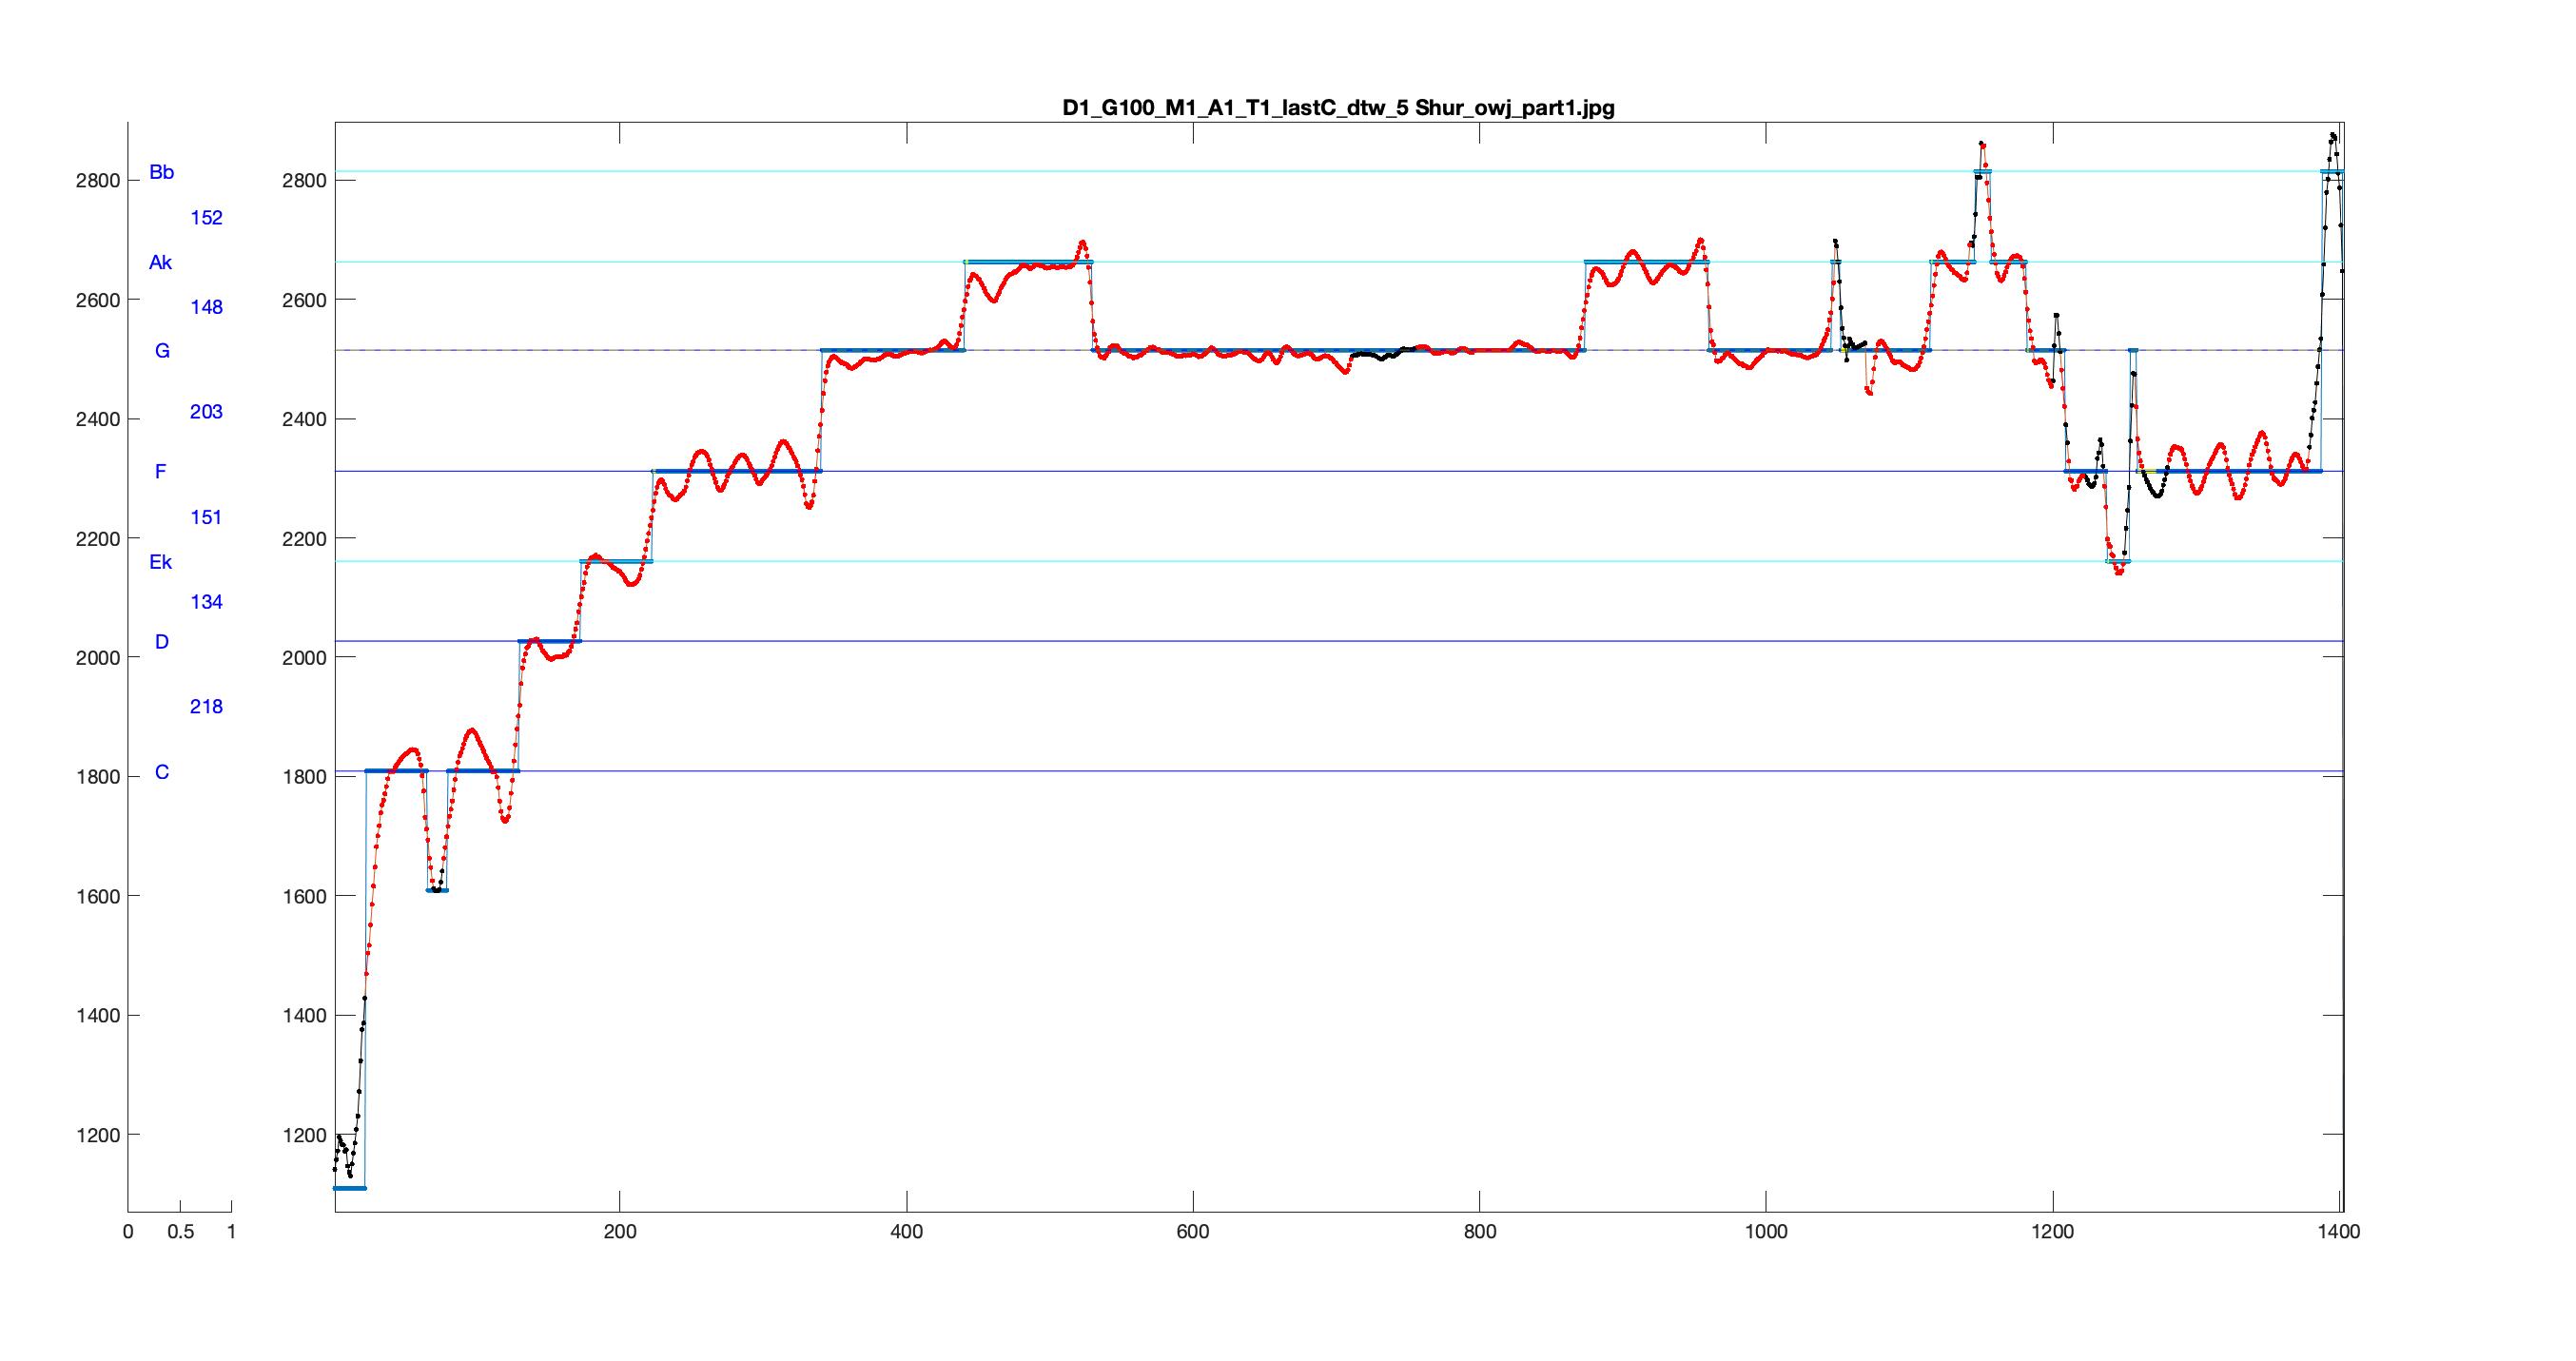 D1_G100_M1_A1_T1_lastC_dtw_5 Shur_owj_part1.jpg
2800 Bb 2800
152
Ak
2600 148 2600
G
2400 203 2400
F
151
2200 2200
Ek
134
D
2000 2000
218
1800 C 1800
1600 1600
1400 1400
1200 1200
0 0.5 1 200 400 600 800 1000 1200 1400